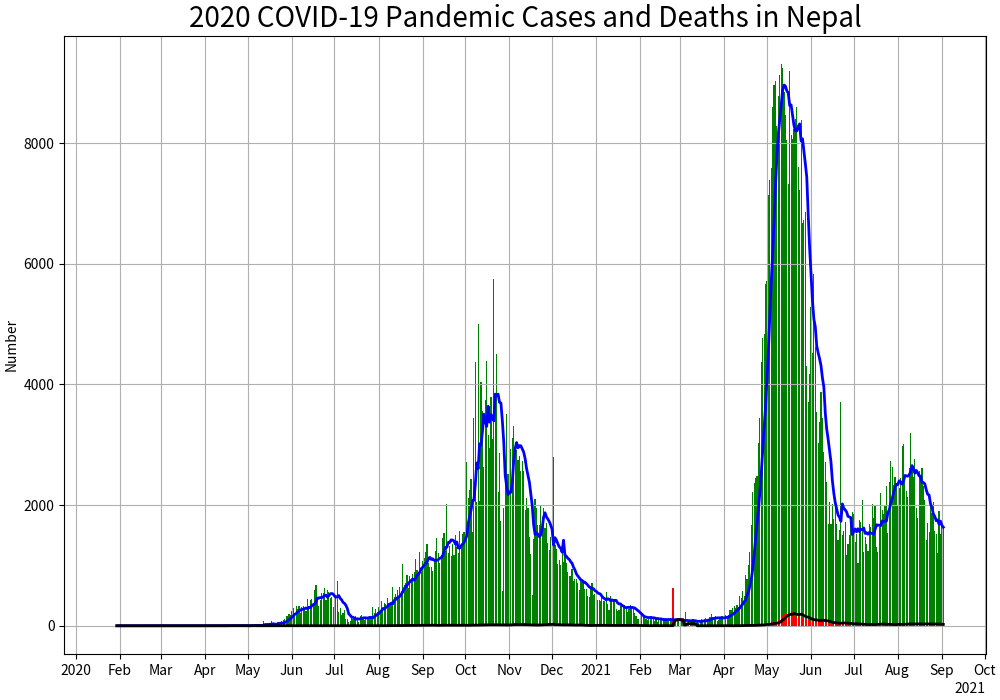 2020 COVID-19 Pandemic Cases and Deaths in Nepal
Number
8000
6000
4000
2000
0
2020 Feb Mar Apr May Jun Jul Aug Sep Oct Nov Dec 2021 Feb Mar Apr May Jun Jul Aug Sep Oct
2021